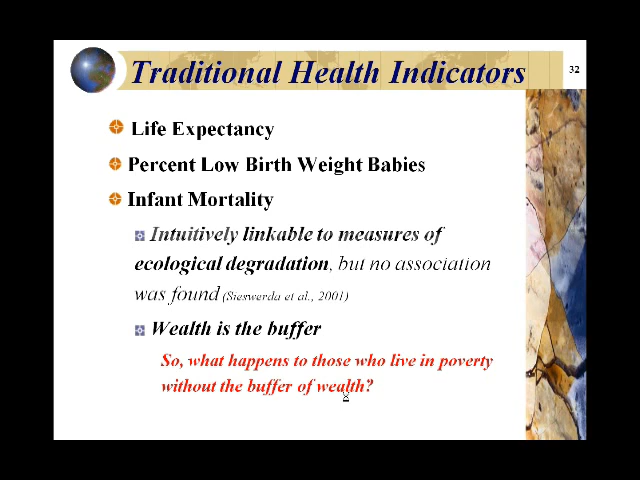 Traditional Health Indicators
32
Life Expectancy
Percent Low Birth Weight Babies
Infant Mortality
Intuitively linkable to measures of
ecological degradation, but no association
was found (Sieswerda et al., 2001)
Wealth is the buffer
So, what happens to those who live in poverty
without the buffer of wealth?